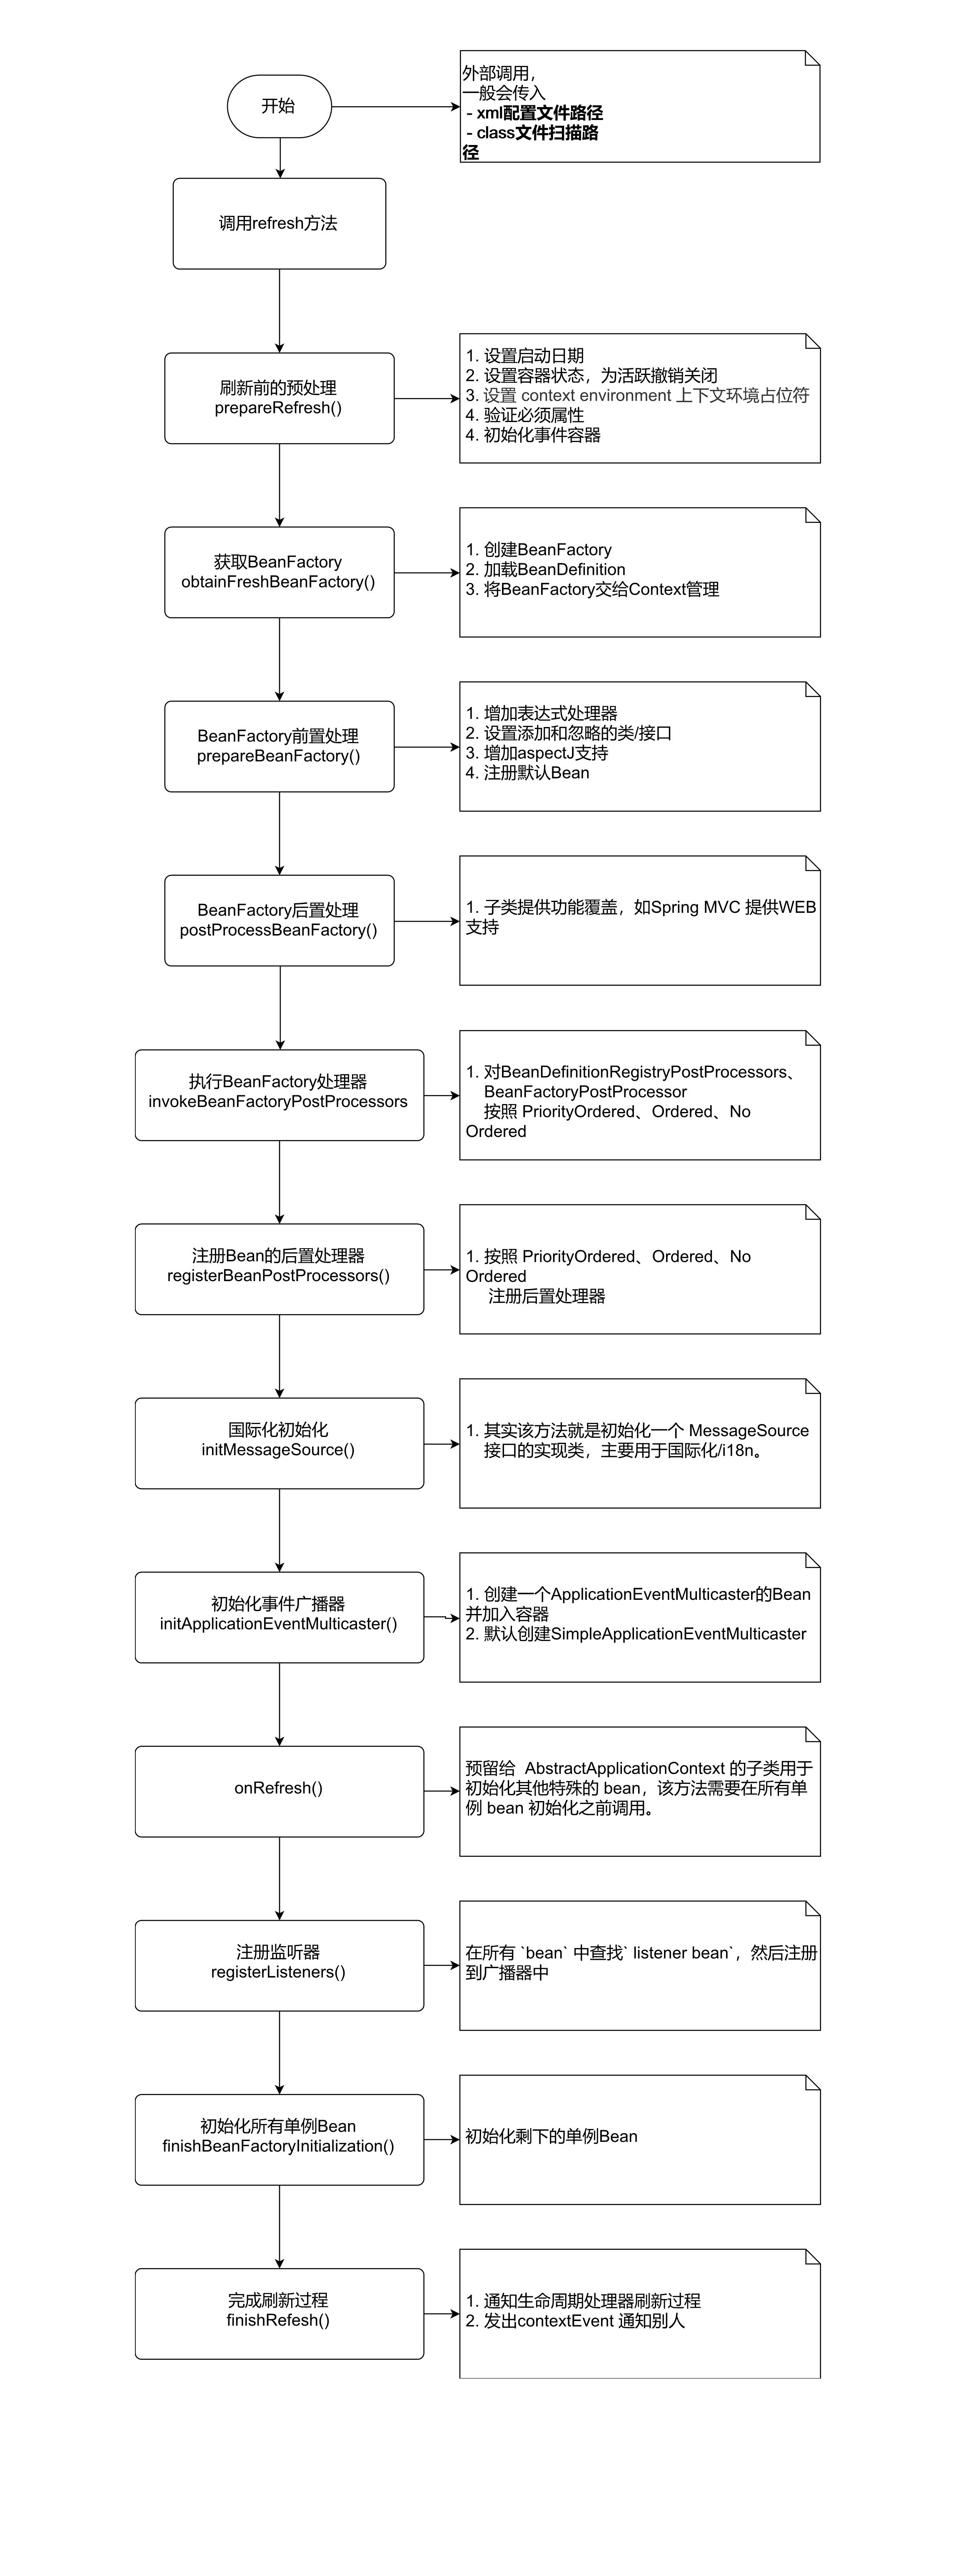 开始
外部调用，
一般会传入
- xml配置文件路径
- class文件扫描路
径
调用refresh方法
刷新前的预处理
prepareRefresh()
1. 设置启动日期
2. 设置容器状态，为活跃撤销关闭
3. 设置 context environment 上下文环境占位符
4. 验证必须属性
4. 初始化事件容器
获取BeanFactory
obtainFreshBeanFactory()
1. 创建BeanFactory
2. 加载BeanDefinition
3. 将BeanFactory交给Context管理
BeanFactory前置处理
prepareBeanFactory()
1. 增加表达式处理器
2. 设置添加和忽略的类/接口
3. 增加aspectJ支持
4. 注册默认Bean
BeanFactory后置处理
postProcessBeanFactory()
1. 子类提供功能覆盖，如Spring MVC 提供WEB
支持
执行BeanFactory处理器
invokeBeanFactoryPostProcessors
1. 对BeanDefinitionRegistryPostProcessors、
BeanFactoryPostProcessor
按照 PriorityOrdered、Ordered、No
Ordered
注册Bean的后置处理器
registerBeanPostProcessors()
1. 按照 PriorityOrdered、Ordered、No
Ordered
注册后置处理器
国际化初始化
initMessageSource()
1. 其实该方法就是初始化一个 MessageSource
接口的实现类，主要用于国际化/i18n。
初始化事件广播器
initApplicationEventMulticaster()
1. 创建一个ApplicationEventMulticaster的Bean
并加入容器
2. 默认创建SimpleApplicationEventMulticaster
onRefresh()
预留给 AbstractApplicationContext 的子类用于
初始化其他特殊的 bean，该方法需要在所有单
例 bean 初始化之前调用。
注册监听器
registerListeners()
在所有 `bean` 中查找` listener bean`，然后注册
到广播器中
初始化所有单例Bean
finishBeanFactoryInitialization()
初始化剩下的单例Bean
完成刷新过程
finishRefesh()
1. 通知生命周期处理器刷新过程
2. 发出contextEvent 通知别人